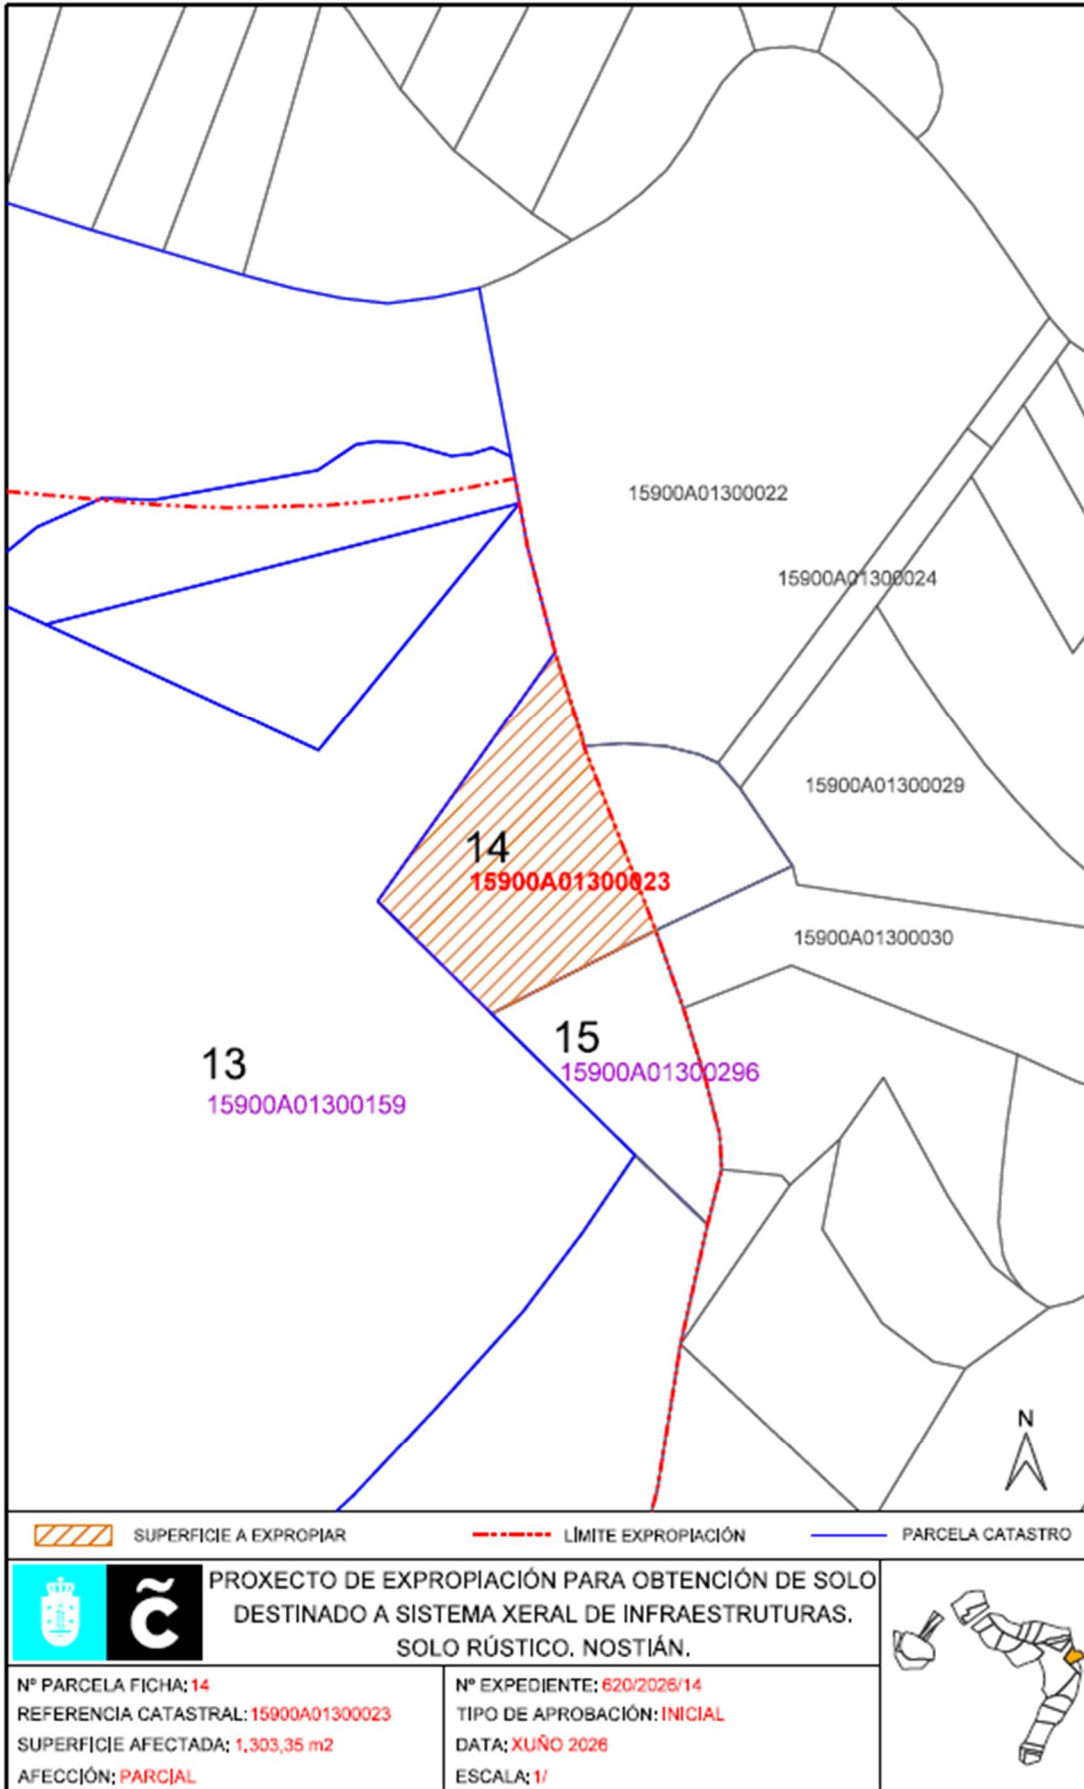 15900A01300022
15900A01300024
15900A01300029
14
15900A01300023
15900A01300030
15
15900A01300296
13
15900A01300159
N
SUPERFICIE A EXPROPIAR
LÍMITE EXPROPIACIÓN
PARCELA CATASTRO
PROXECTO DE EXPROPIACIÓN PARA OBTENCIÓN DE SOLO
DESTINADO A SISTEMA XERAL DE INFRAESTRUTURAS.
SOLO RÚSTICO. NOSTIÁN.
Nº PARCELA FICHA: 14
REFERENCIA CATASTRAL: 15900A01300023
SUPERFICIE AFECTADA: 1,303,35 m2
AFECCIÓN: PARCIAL
Nº EXPEDIENTE: 620/2026/14
TIPO DE APROBACIÓN: INICIAL
DATA: XUÑO 2026
ESCALA: 1/